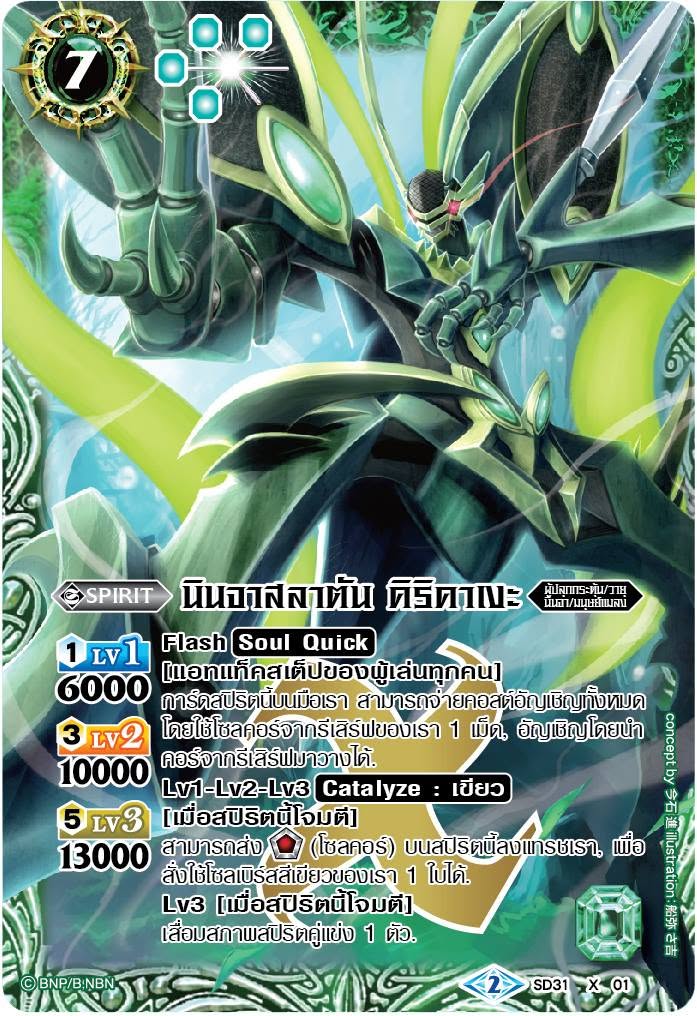 7
SPIRIT
นินจาสลาตัน คิริคาเงะ
ผู้ปลุกกระตุ้น/วายุ
นินจา/มนุษย์แมลง
1 LV1
6000
3 LV2
10000
5 LV3
13000
Flash Soul Quick
[แอทแท็คสเต็ปของผู้เล่นทุกคน]
การ์ดสปิริตนี้บนมือเรา สามารถจ่ายคอสต์อัญเชิญทั้งหมด
โดยใช้โซลคอร์จากรีเสิร์ฟของเรา 1 เม็ด, อัญเชิญโดยนำ
คอร์จากรีเสิร์ฟมาวางได้.
Lv1-Lv2-Lv3 Catalyze : เขียว
[เมื่อสปิริตนี้โจมตี]
สามารถส่ง (โซลคอร์) บนสปิริตนี้ลงแทรชเรา, เพื่อ
สั่งใช้โซลเบิร์สสีเขียวของเรา 1 ใบได้.
Lv3 [เมื่อสปิริตนี้โจมตี]
เสื่อมสภาพสปิริตคู่แข่ง 1 ตัว.
concept by 今石 進 illustration : 船弥 さ吉
©BNP/B,NBN
2
SD31 X 01